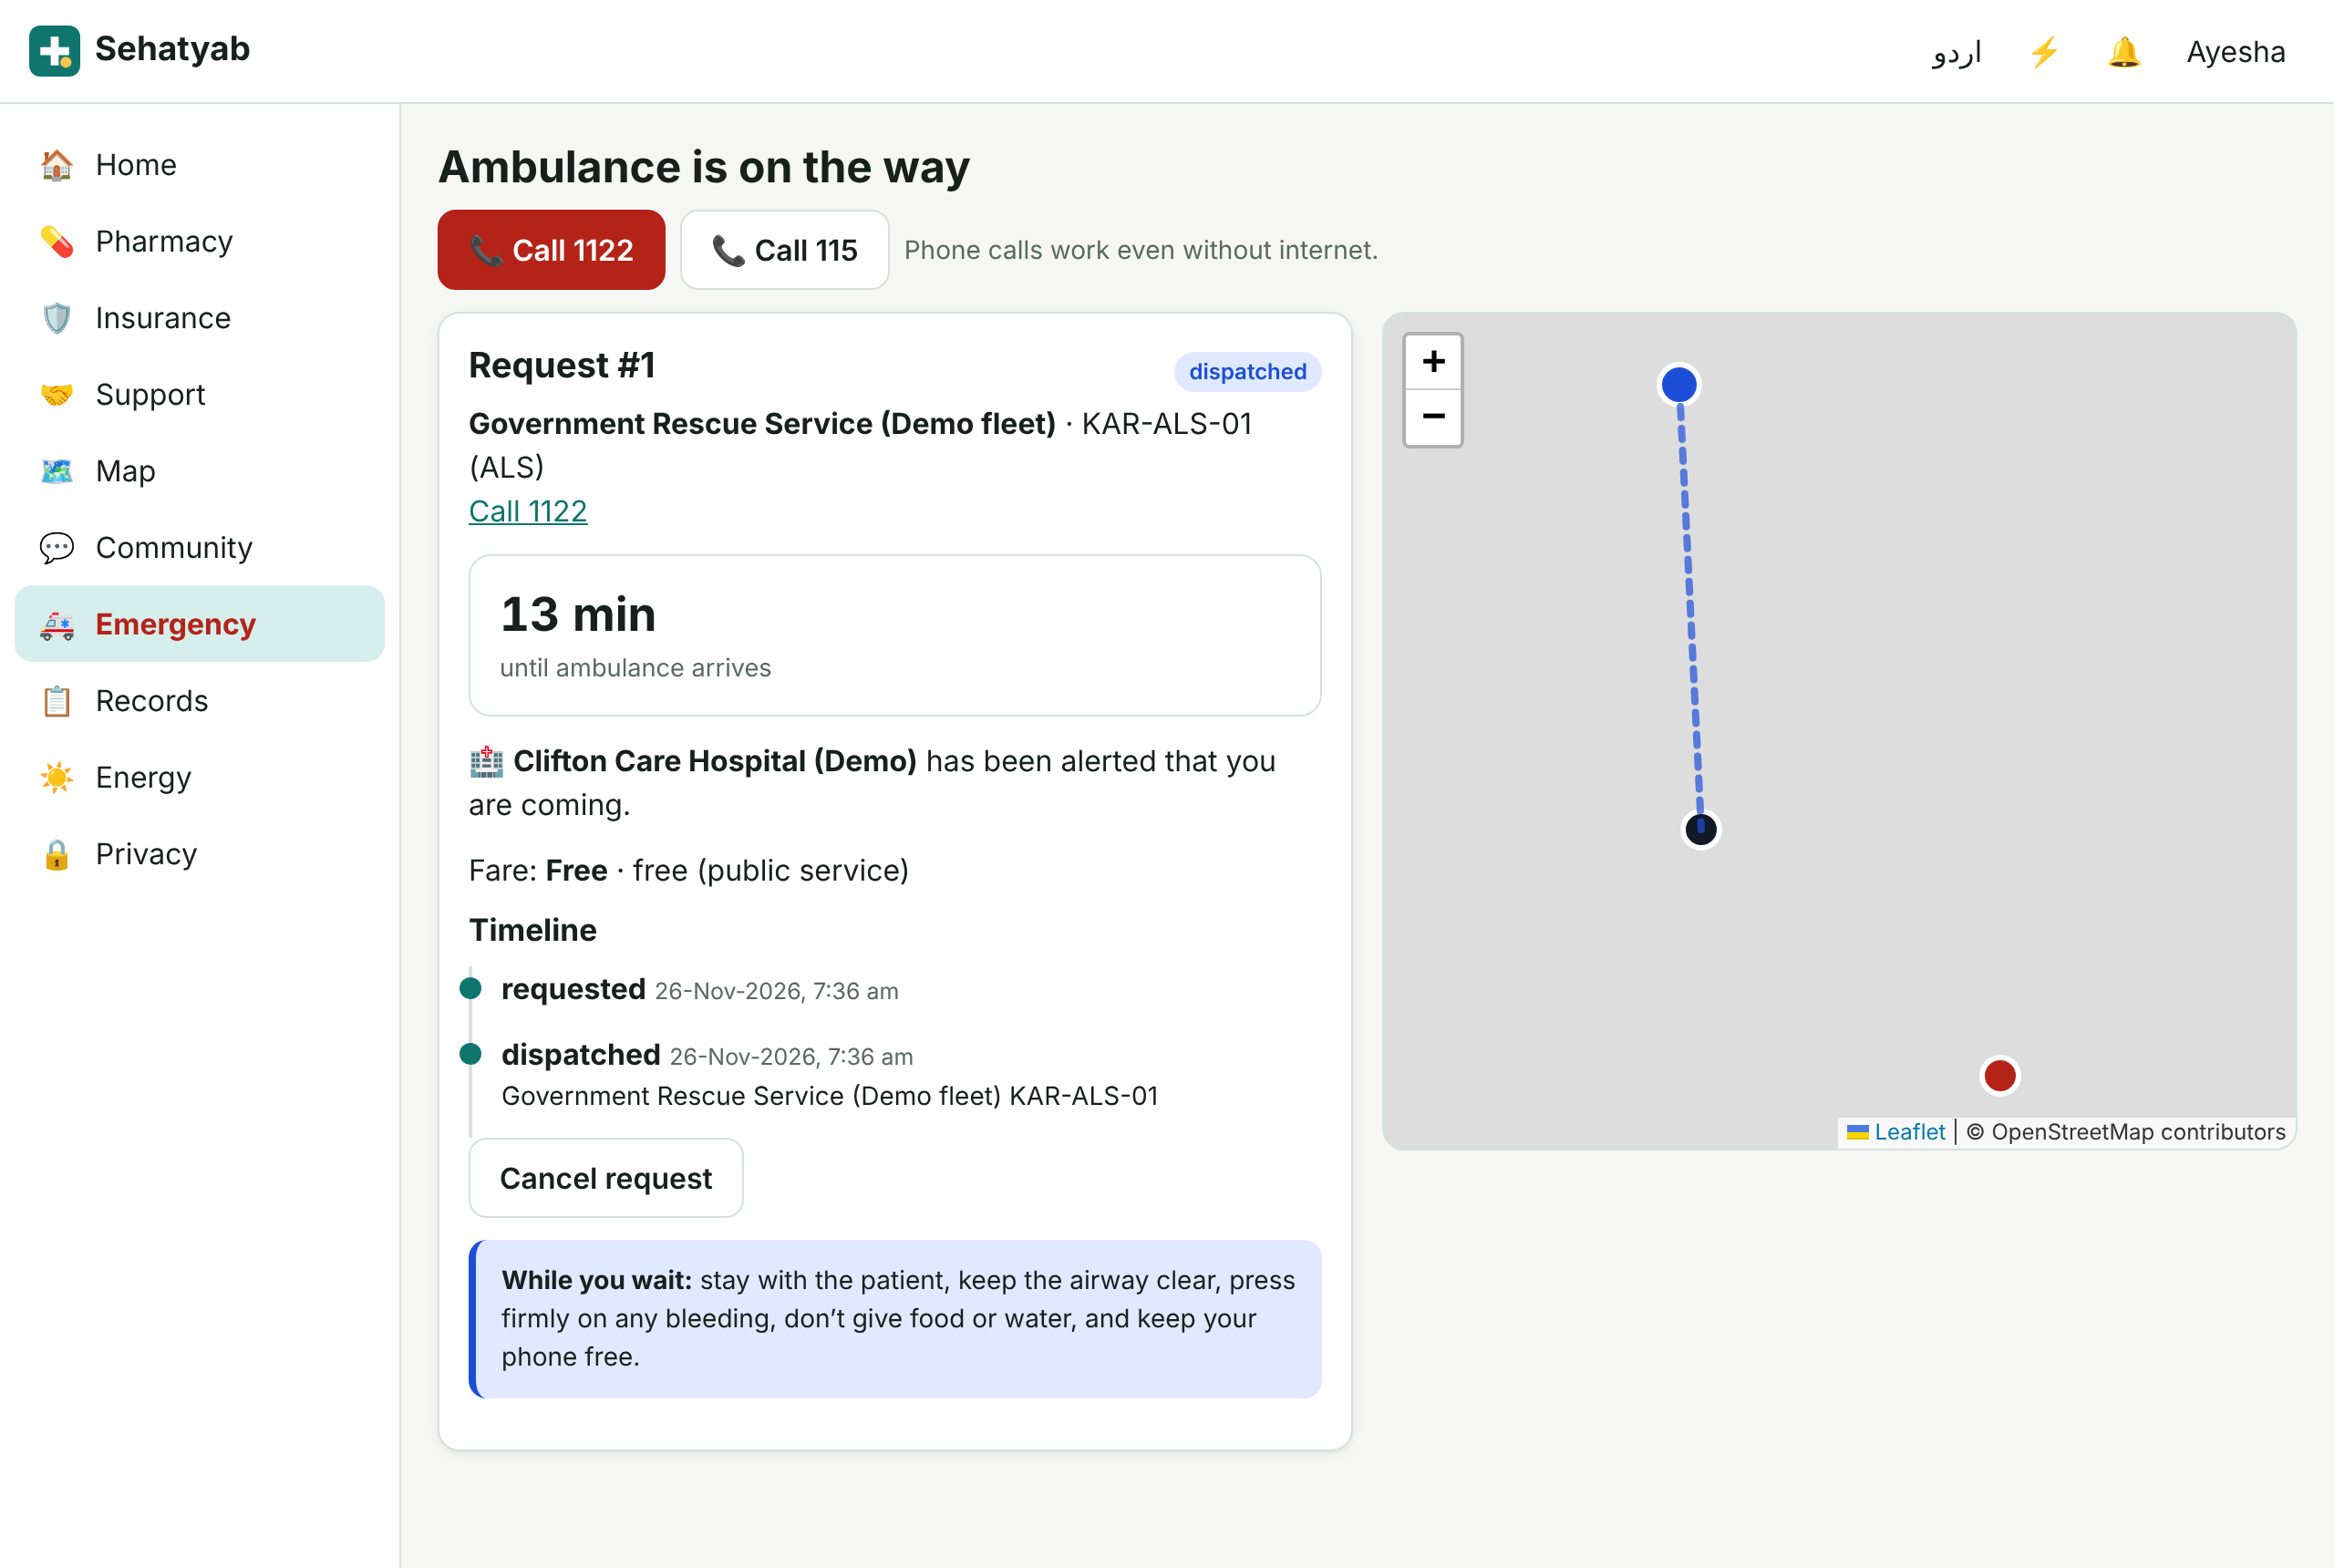 Sehatyab
اردو
Ayesha
Home
Pharmacy
Insurance
Support
Map
Community
Emergency
Records
Energy
Privacy
Ambulance is on the way
Call 1122
Call 115
Phone calls work even without internet.
Request #1
dispatched
Government Rescue Service (Demo fleet) · KAR-ALS-01
(ALS)
Call 1122
13 min
until ambulance arrives
Clifton Care Hospital (Demo) has been alerted that you
are coming.
Fare: Free · free (public service)
Timeline
requested 26-Nov-2026, 7:36 am
dispatched 26-Nov-2026, 7:36 am
Government Rescue Service (Demo fleet) KAR-ALS-01
Cancel request
While you wait: stay with the patient, keep the airway clear, press
firmly on any bleeding, don’t give food or water, and keep your
phone free.
+
−
Leaflet | © OpenStreetMap contributors